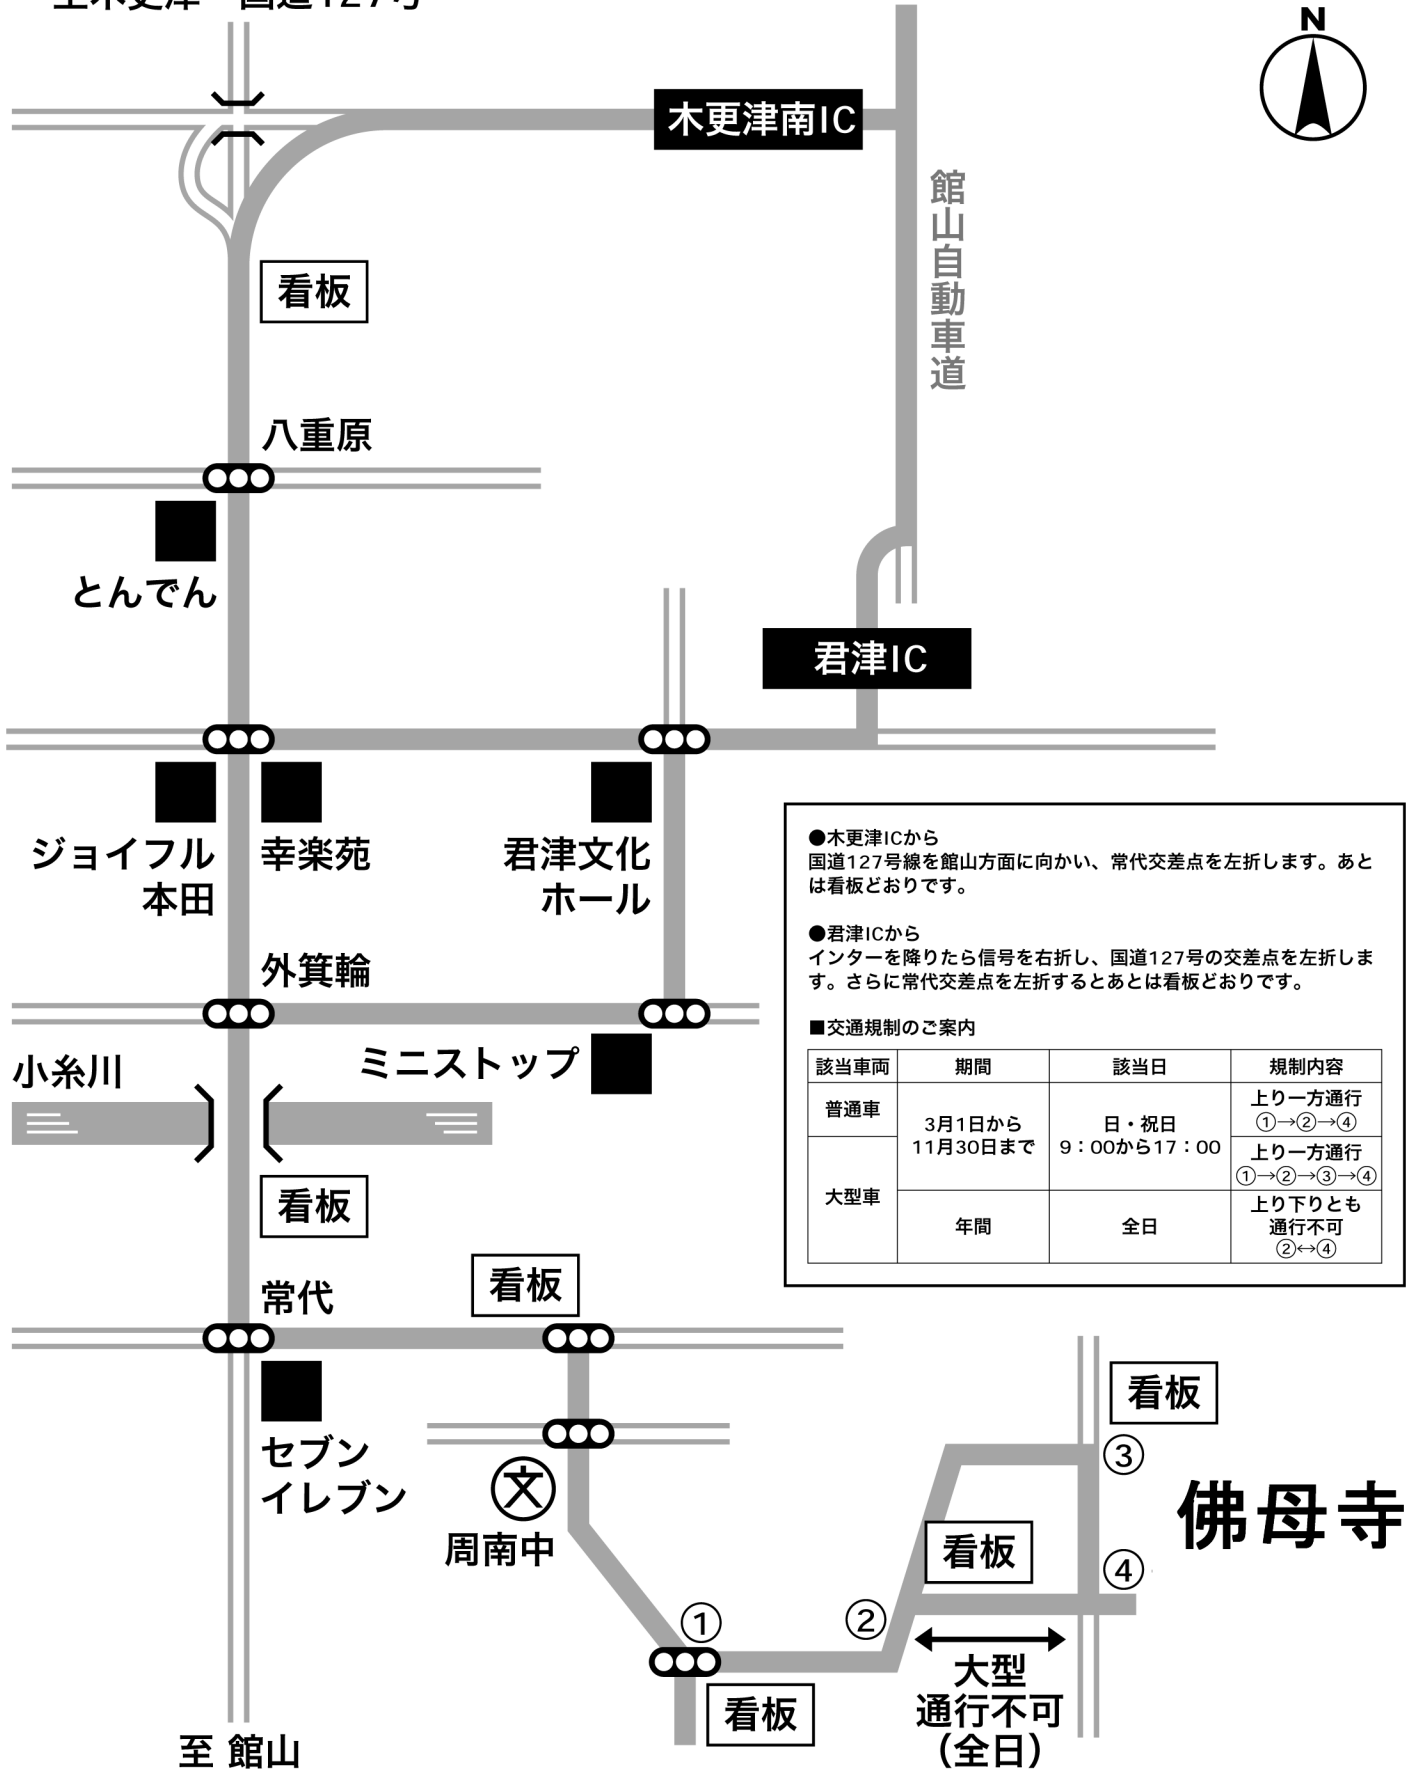 至木更津 国道127号
N
木更津南IC
館山自動車道
看板
八重原
とんでん
君津IC
ジョイフル
本田
幸楽苑
君津文化
ホール
外箕輪
ミニストップ
小糸川
看板
●木更津ICから
国道127号線を館山方面に向かい、常代交差点を左折します。あと
は看板どおりです。
●君津ICから
インターを降りたら信号を右折し、国道127号の交差点を左折しま
す。さらに常代交差点を左折するとあとは看板どおりです。
■交通規制のご案内
該当車両 期間 該当日 規制内容
普通車
3月1日から
11月30日まで
日・祝日
9：00から17：00
上り一方通行
①→②→④
大型車
上り一方通行
①→②→③→④
年間
全日
上り下りとも
通行不可
②↔④
看板
常代
セブン
イレブン
文
周南中
看板
③
佛母寺
看板
④
①
②
大型
通行不可
(全日)
看板
至 館山